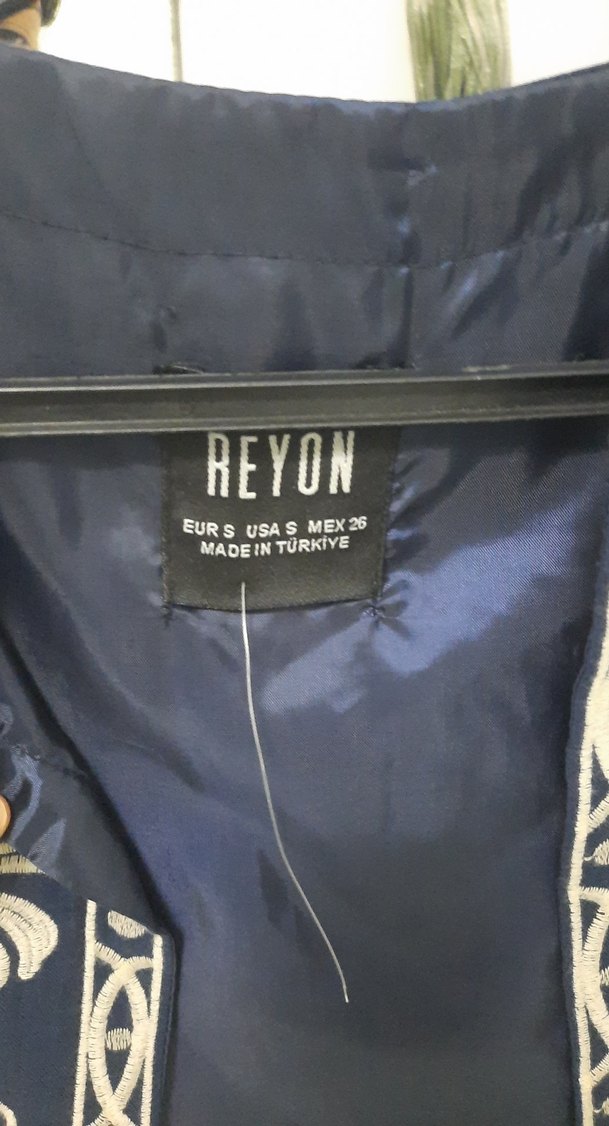 REYON
EUR S USA S MEX 26
MADE IN TÜRKİYE